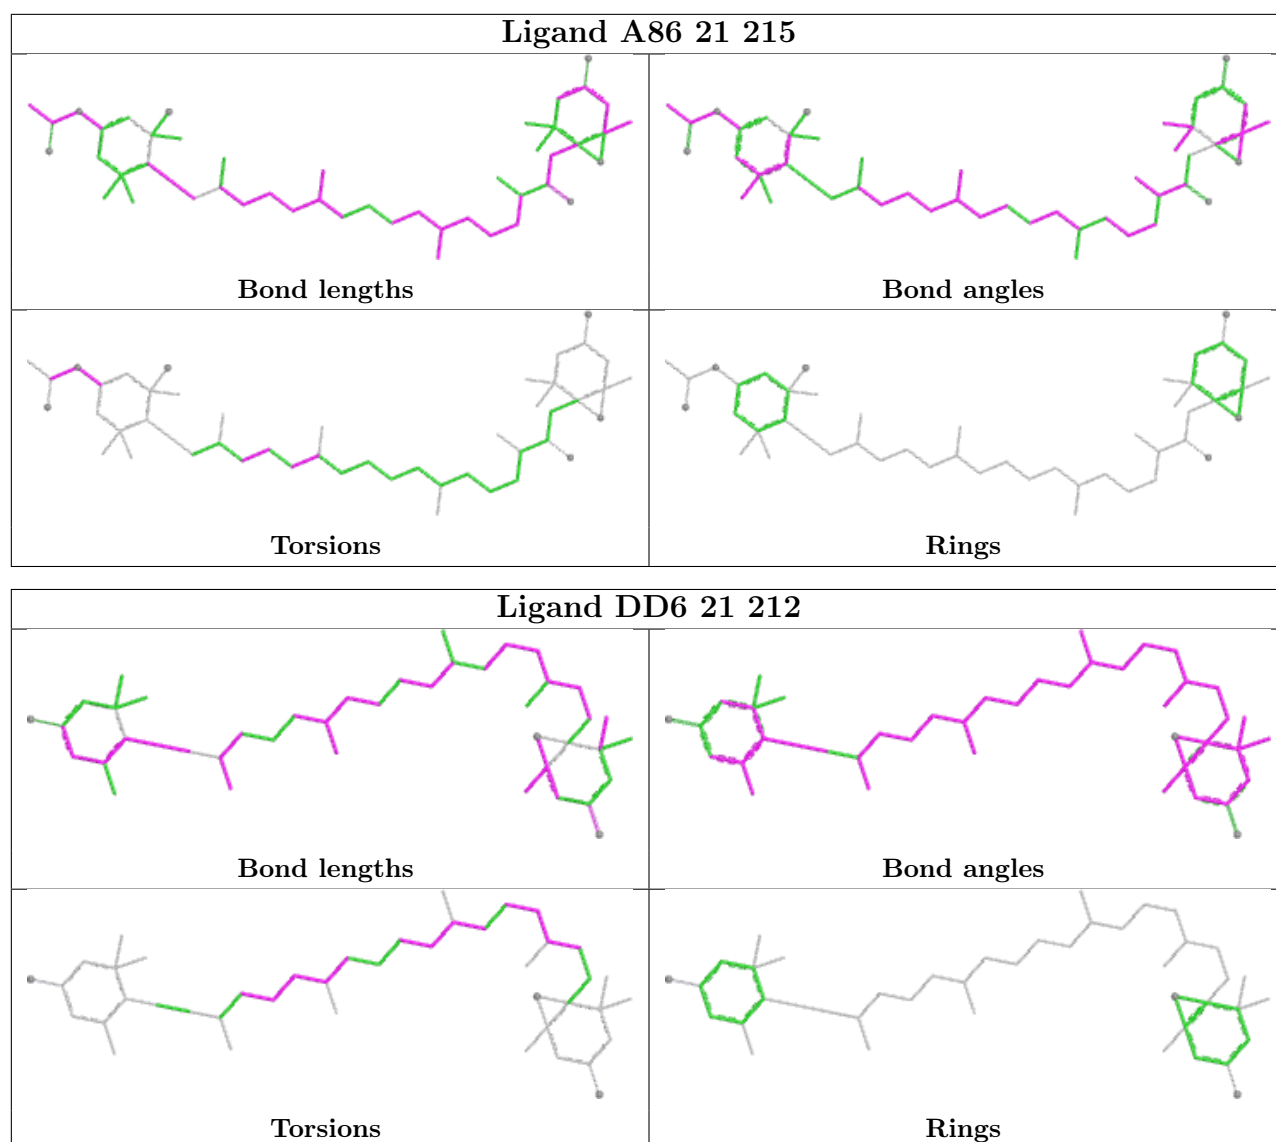 Ligand A86 21 215
Bond lengths
Bond angles
Torsions
Rings
Ligand DD6 21 212
Bond lengths
Bond angles
Torsions
Rings